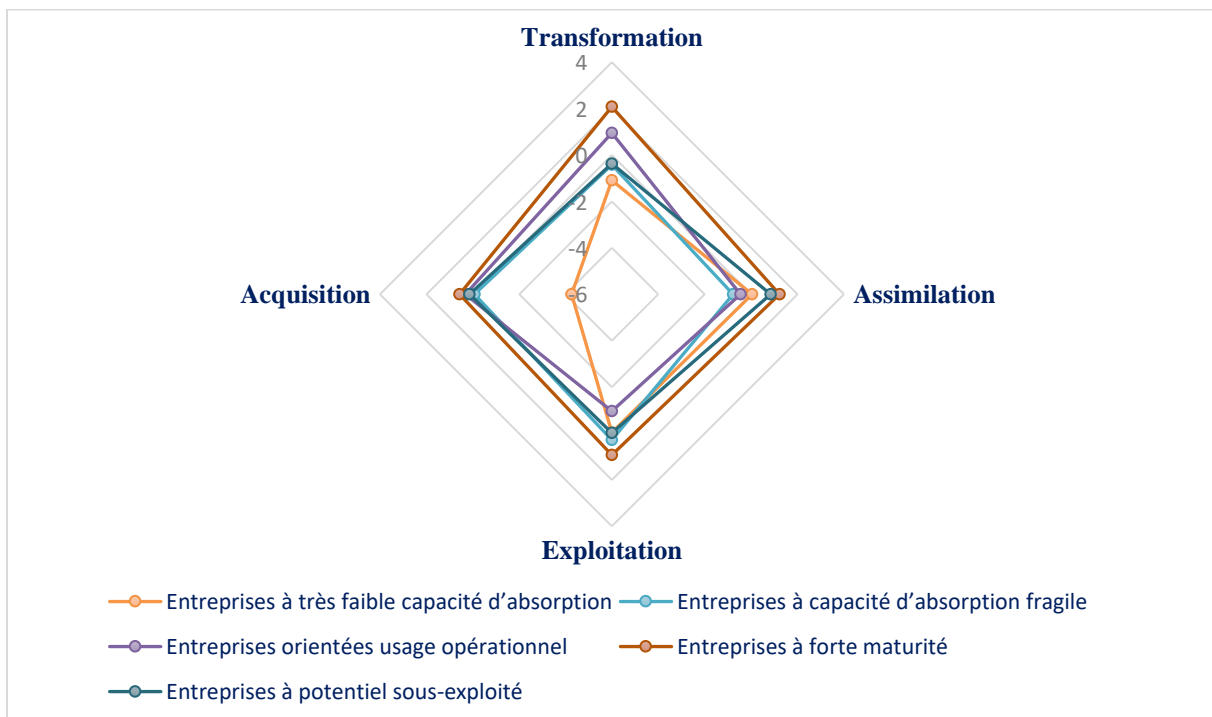 Transformation
4
2
0
-2
-4
-6
Acquisition
Assimilation
Exploitation
Entreprises à très faible capacité d’absorption
Entreprises à capacité d’absorption fragile
Entreprises orientées usage opérationnel
Entreprises à forte maturité
Entreprises à potentiel sous-exploité